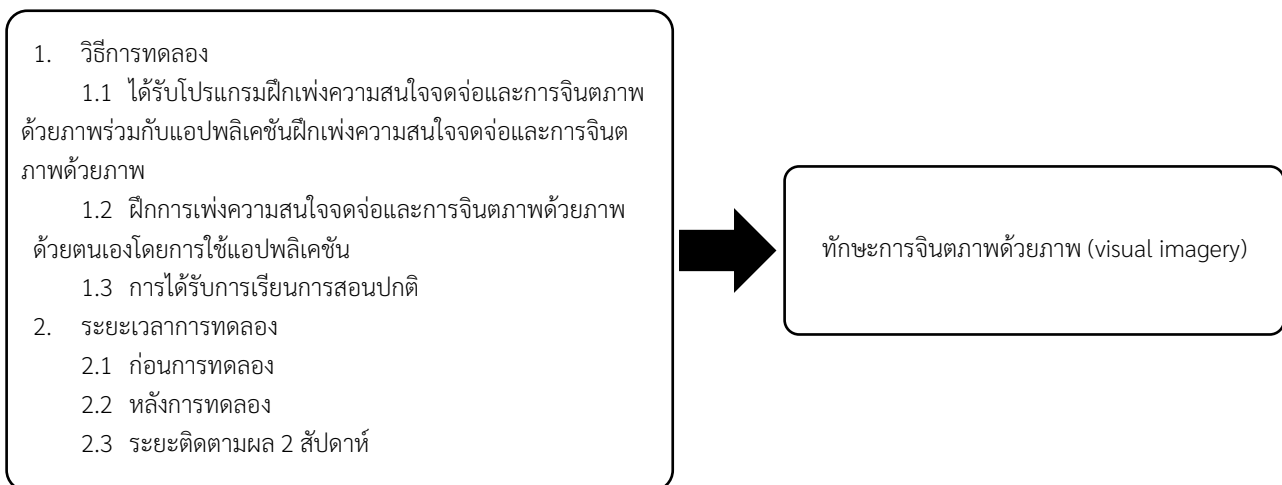 1. วิธีการทดลอง
1.1 ได้รับโปรแกรมฝึกเพ่งความสนใจจดจ่อและการจินตภาพ
ด้วยภาพร่วมกับแอปพลิเคชันฝึกเพ่งความสนใจจดจ่อและการจินต
ภาพด้วยภาพ
1.2 ฝึกการเพ่งความสนใจจดจ่อและการจินตภาพด้วยภาพ
ด้วยตนเองโดยการใช้แอปพลิเคชัน
1.3 การได้รับการเรียนการสอนปกติ
2. ระยะเวลาการทดลอง
2.1 ก่อนการทดลอง
2.2 หลังการทดลอง
2.3 ระยะติดตามผล 2 สัปดาห์
ทักษะการจินตภาพด้วยภาพ (visual imagery)